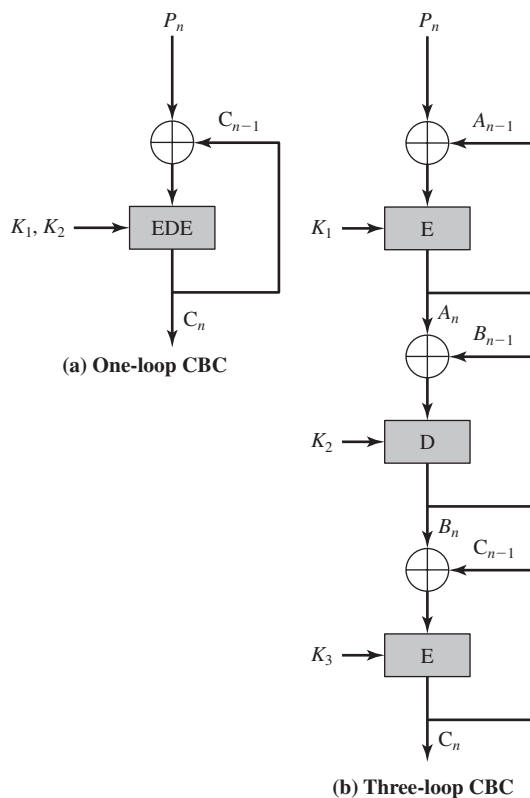 Pₙ
Cₙ₋₁
K₁, K₂
EDE
Cₙ
(a) One-loop CBC
Pₙ
Aₙ₋₁
K₁
E
Aₙ
Bₙ₋₁
K₂
D
Bₙ
Cₙ₋₁
K₃
E
Cₙ
(b) Three-loop CBC